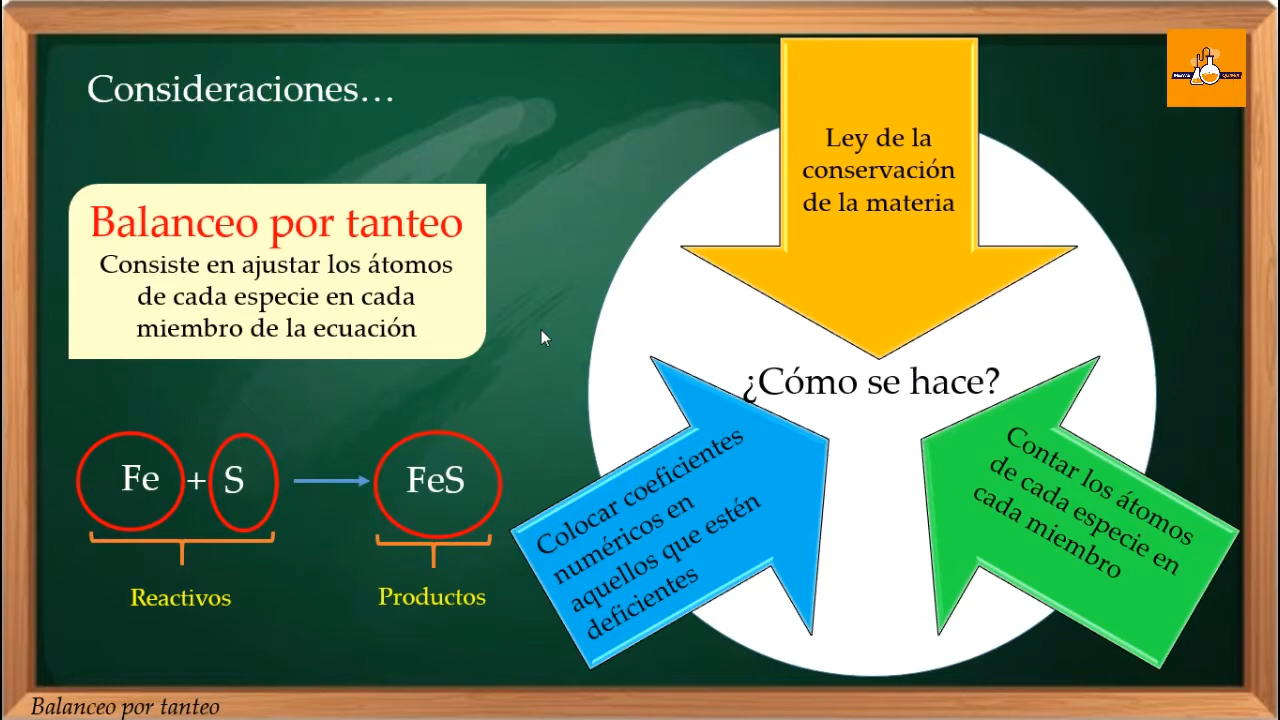 Consideraciones…
Balanceo por tanteo
Consiste en ajustar los átomos
de cada especie en cada
miembro de la ecuación
Fe + S FeS
Reactivos
Productos
Ley de la
conservación
de la materia
¿Cómo se hace?
Colocar coeficientes
numéricos en
aquellos que estén
deficientes
Contar los átomos
de cada especie en
cada miembro
Balanceo por tanteo